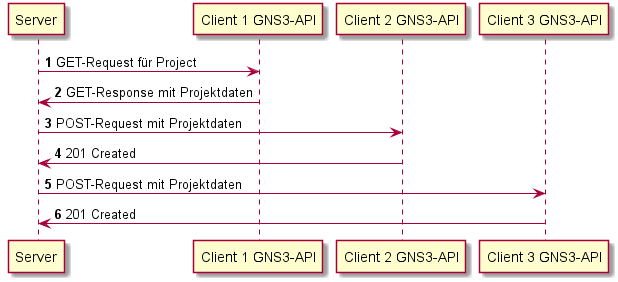 Server
Client 1 GNS3-API
Client 2 GNS3-API
Client 3 GNS3-API
1 GET-Request für Project
2 GET-Response mit Projektdaten
3 POST-Request mit Projektdaten
4 201 Created
5 POST-Request mit Projektdaten
6 201 Created
Server
Client 1 GNS3-API
Client 2 GNS3-API
Client 3 GNS3-API